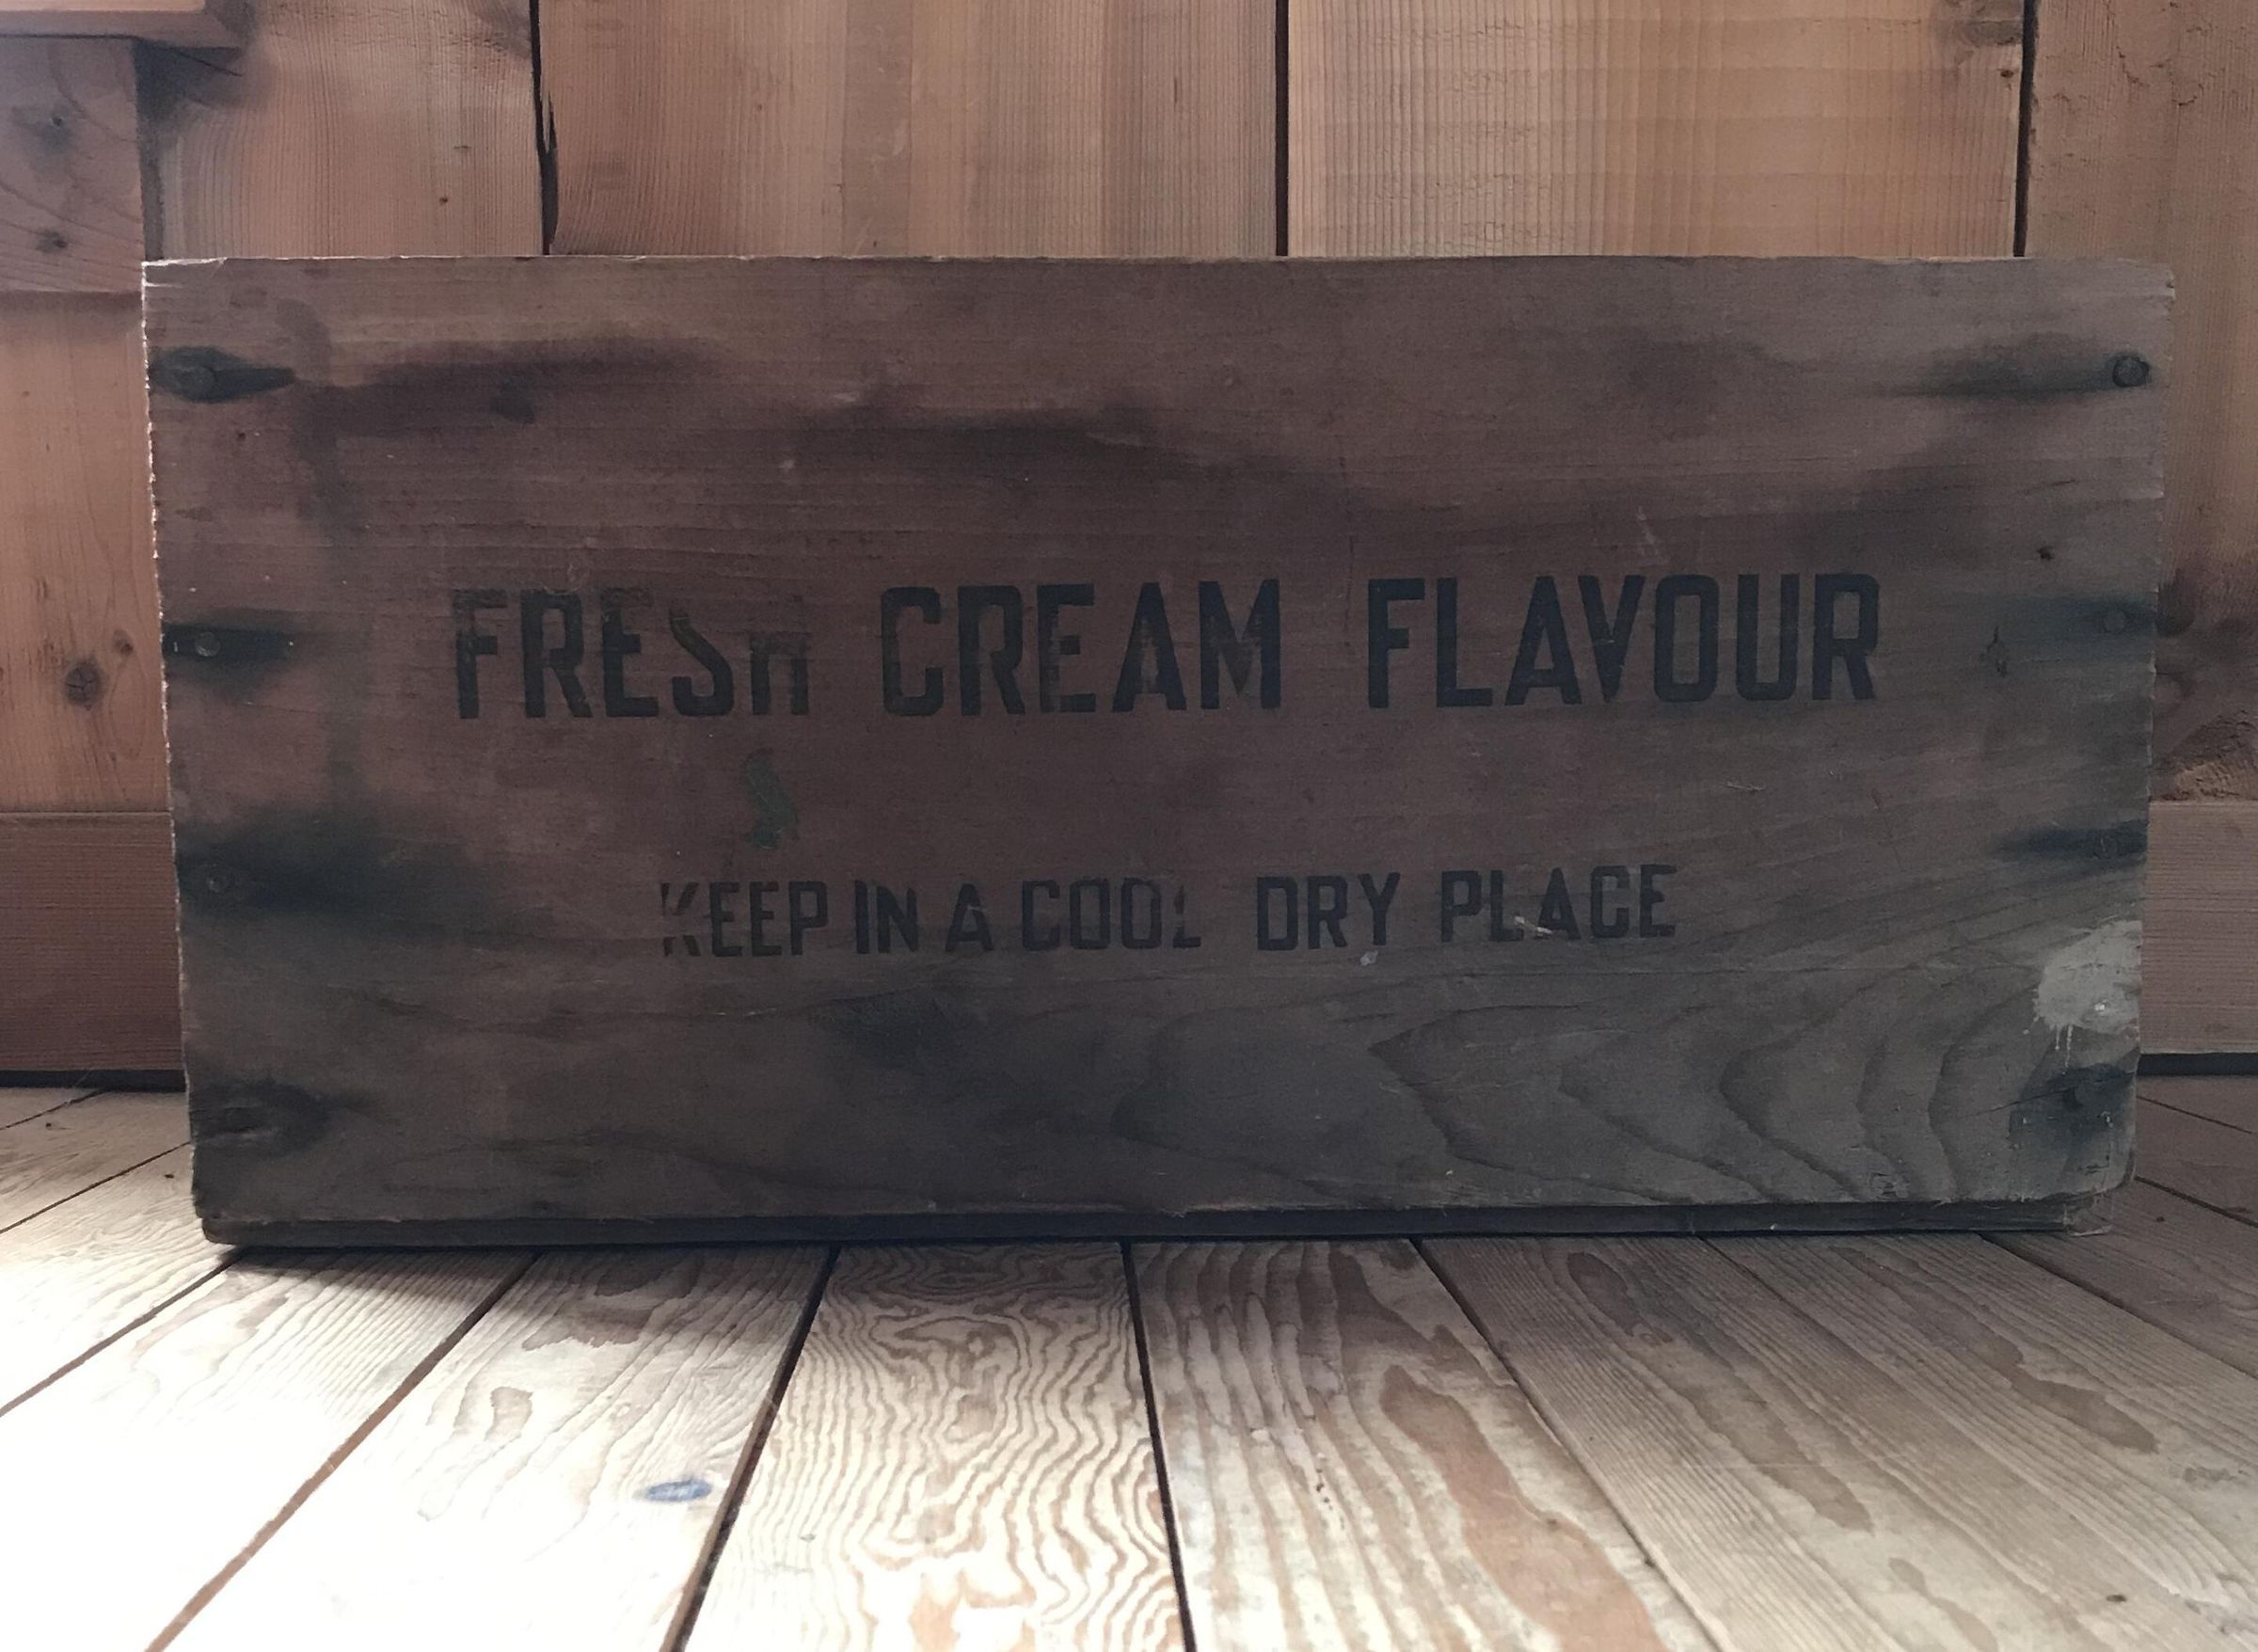 FRESH CREAM FLAVOUR
KEEP IN A COOL DRY PLACE